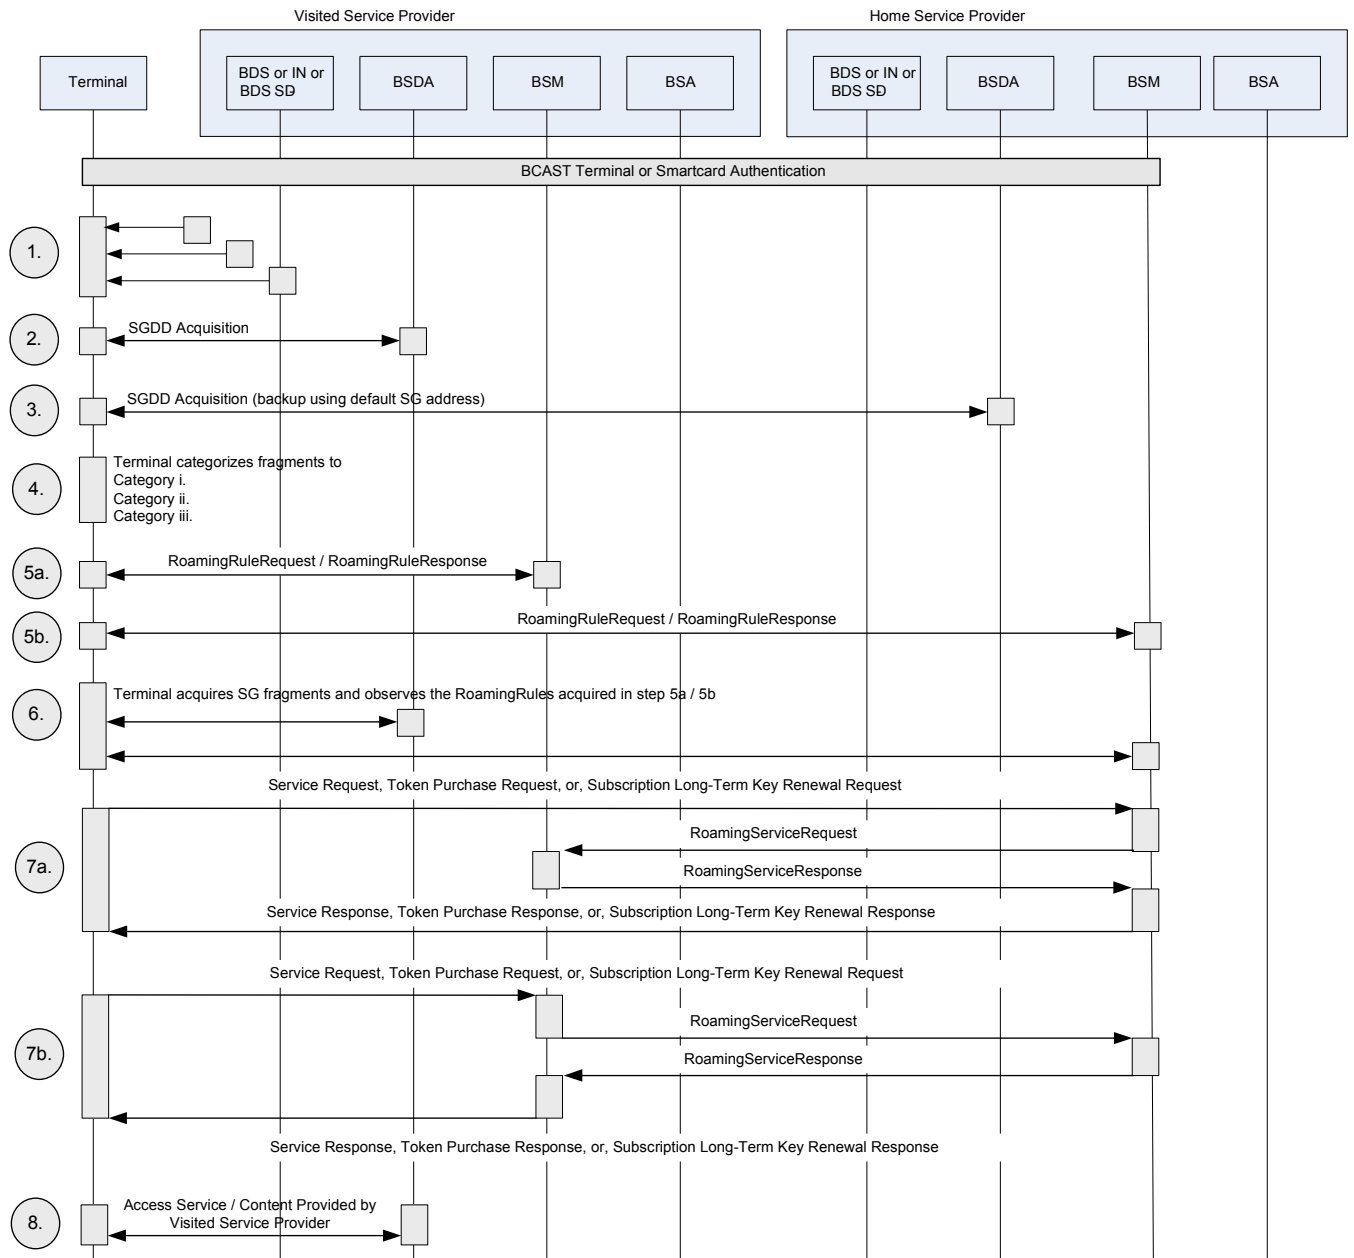 Visited Service Provider
Home Service Provider
Terminal
BDS or IN or
BDS SD
BSDA
BSM
BSA
BDS or IN or
BDS SD
BSDA
BSM
BSA
BCAST Terminal or Smartcard Authentication
1.
2.
SGDD Acquisition
3.
SGDD Acquisition (backup using default SG address)
4.
Terminal categorizes fragments to
Category i.
Category ii.
Category iii.
5a.
RoamingRuleRequest / RoamingRuleResponse
5b.
RoamingRuleRequest / RoamingRuleResponse
6.
Terminal acquires SG fragments and observes the RoamingRules acquired in step 5a / 5b
Service Request, Token Purchase Request, or, Subscription Long-Term Key Renewal Request
7a.
RoamingServiceRequest
RoamingServiceResponse
Service Response, Token Purchase Response, or, Subscription Long-Term Key Renewal Response
Service Request, Token Purchase Request, or, Subscription Long-Term Key Renewal Request
7b.
RoamingServiceRequest
RoamingServiceResponse
Service Response, Token Purchase Response, or, Subscription Long-Term Key Renewal Response
8.
Access Service / Content Provided by
Visited Service Provider